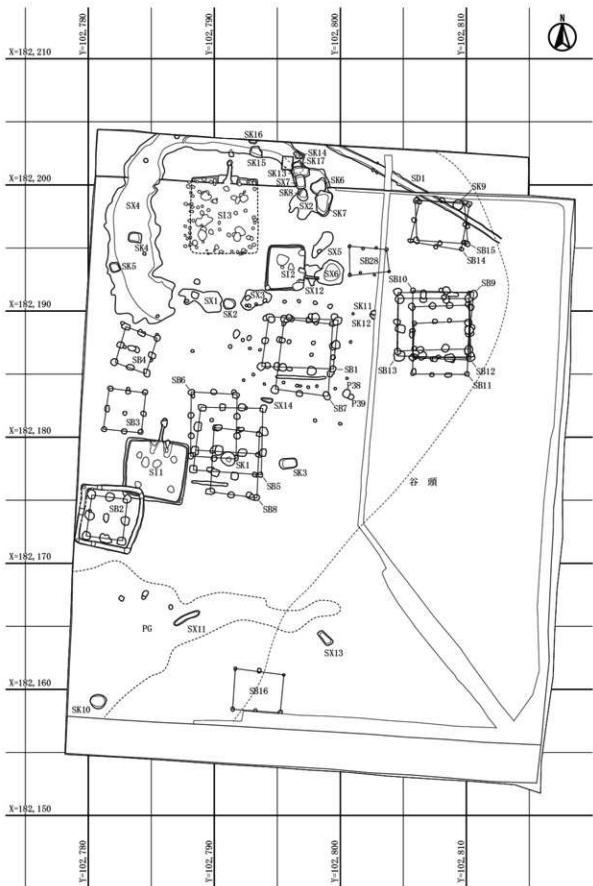 N
Y=102,780
Y=102,790
Y=102,800
Y=102,810
X=182,210
SK16
SK14
SK15
SK17
SK13
SX7
SK6
SD1
SK9
X=182,200
SK8
SX2
SK7
SX4
SI3
SK4
SX5
SB15
SB14
SK5
SI2
SX6
SB28
SX12
SB10
SB9
X=182,190
SX1
SX3
SK2
SK11
SK12
SB4
SB1
SB13
SB12
SB11
SB6
P38
P39
SX14
SB7
SB3
X=182,180
SK1
SK3
SI1
SB5
谷頭
SB2
SB8
X=182,170
PG
SX11
SX13
X=182,160
SK10
SB16
X=182,150
Y=102,780
Y=102,790
Y=102,800
Y=102,810